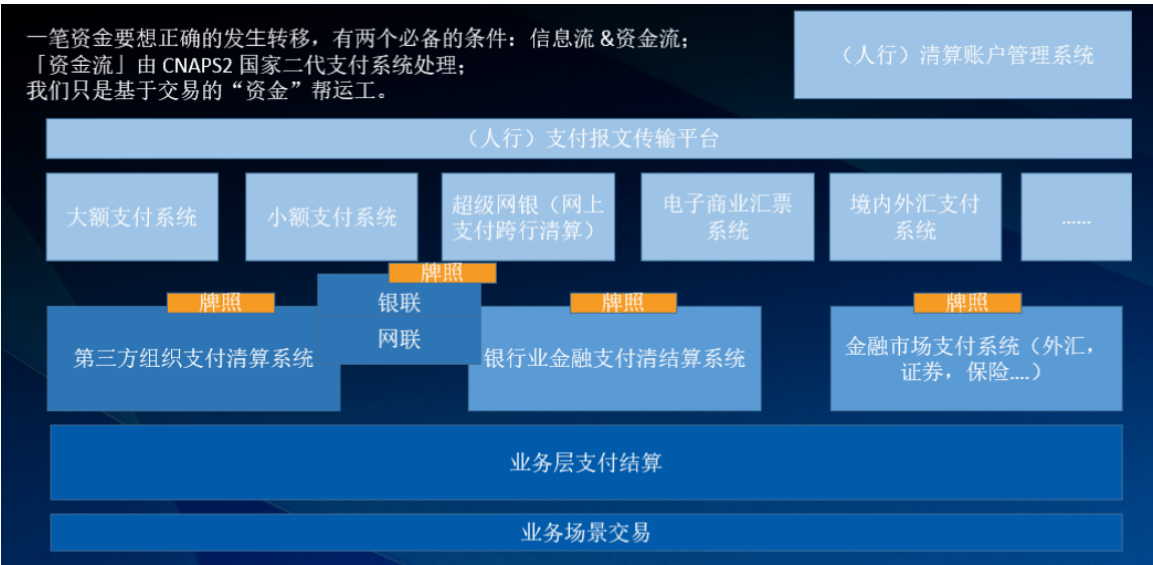 一笔资金要想正确的发生转移，有两个必备的条件：信息流 &资金流；
「资金流」由 CNAPS2 国家二代支付系统处理；
我们只是基于交易的“资金”帮运工。
（人行）清算账户管理系统
（人行）支付报文传输平台
大额支付系统
小额支付系统
超级网银（网上
支付跨行清算）
电子商业汇票
系统
境内外汇支付
系统
......
牌照
第三方组织支付清算系统
牌照
银联
网联
牌照
银行业金融支付清结算系统
牌照
金融市场支付系统（外汇，
证券，保险....）
业务层支付结算
业务场景交易